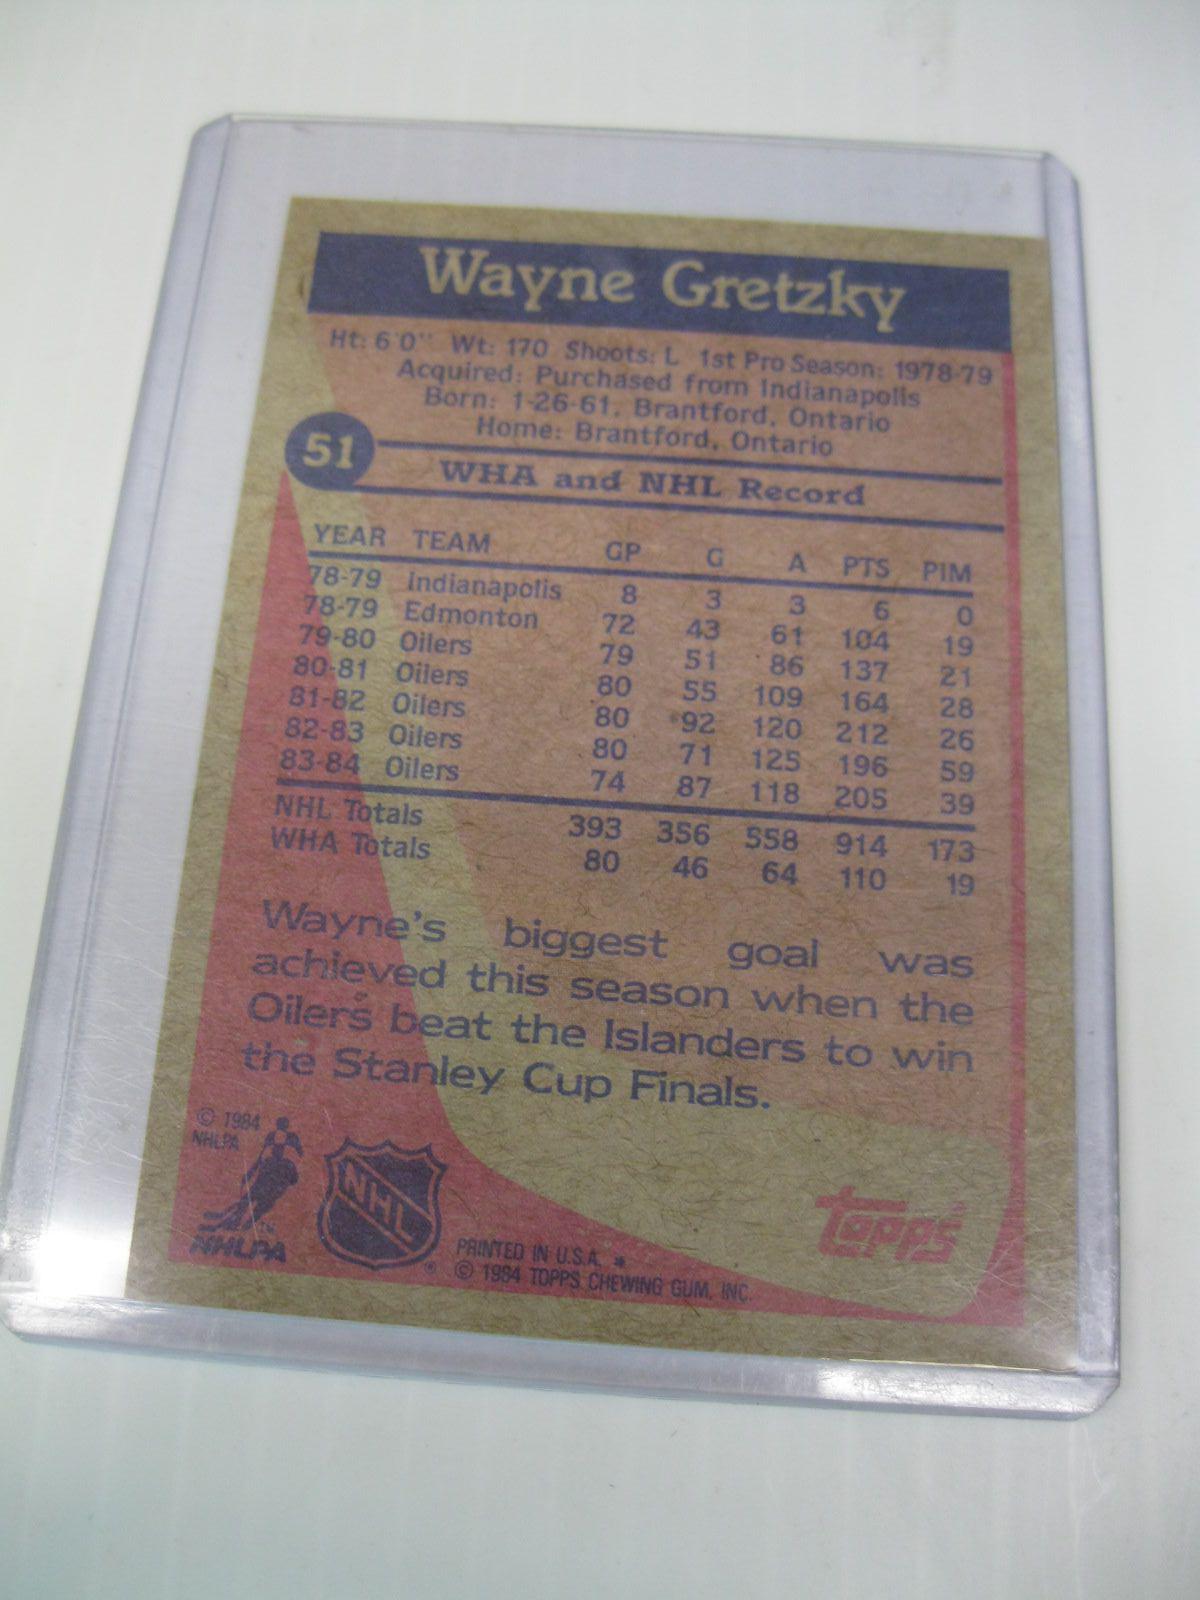 Wayne Gretzky
Ht: 6'0" Wt: 170 Shoots: L 1st Pro Season: 1978-79
Acquired: Purchased from Indianapolis
Born: 1-26-61, Brantford, Ontario
Home: Brantford, Ontario
51
WHA and NHL Record
YEAR TEAM GP G A PTS PIM
78-79 Indianapolis 8 3 3 6 0
78-79 Edmonton 72 43 61 104 19
79-80 Oilers 79 51 86 137 21
80-81 Oilers 80 55 109 164 28
81-82 Oilers 80 *92 120 212 26
82-83 Oilers 80 71 125 196 59
83-84 Oilers 74 87 118 205 39
NHL Totals 393 356 558 914 173
WHA Totals 80 46 64 110 19
Wayne's biggest goal was
achieved this season when the
Oilers beat the Islanders to win
the Stanley Cup Finals.
© 1984
NHLPA
NHLPA
NHL
®
PRINTED IN U.S.A. *
© 1984 TOPPS CHEWING GUM, INC.
topps